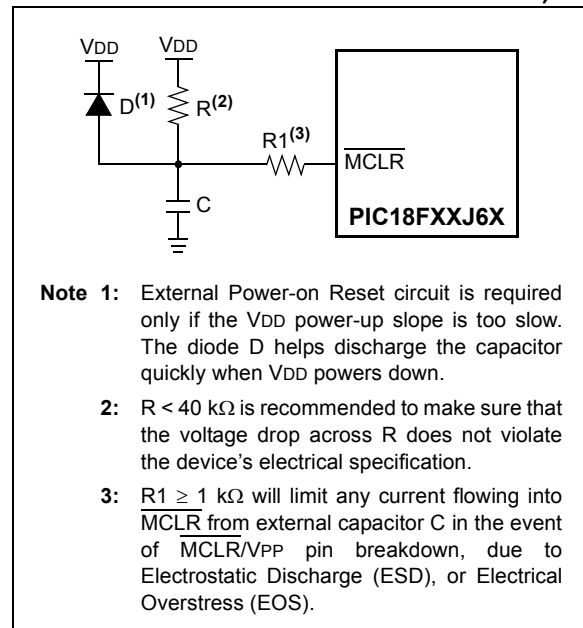 VDD VDD
D(1) R(2)
R1(3)
MCLR
C
PIC18FXXJ6X
Note 1: External Power-on Reset circuit is required
only if the VDD power-up slope is too slow.
The diode D helps discharge the capacitor
quickly when VDD powers down.
2: R < 40 kΩ is recommended to make sure that
the voltage drop across R does not violate
the device's electrical specification.
3: R1 ≥ 1 kΩ will limit any current flowing into
MCLR from external capacitor C in the event
of MCLR/VPP pin breakdown, due to
Electrostatic Discharge (ESD), or Electrical
Overstress (EOS).